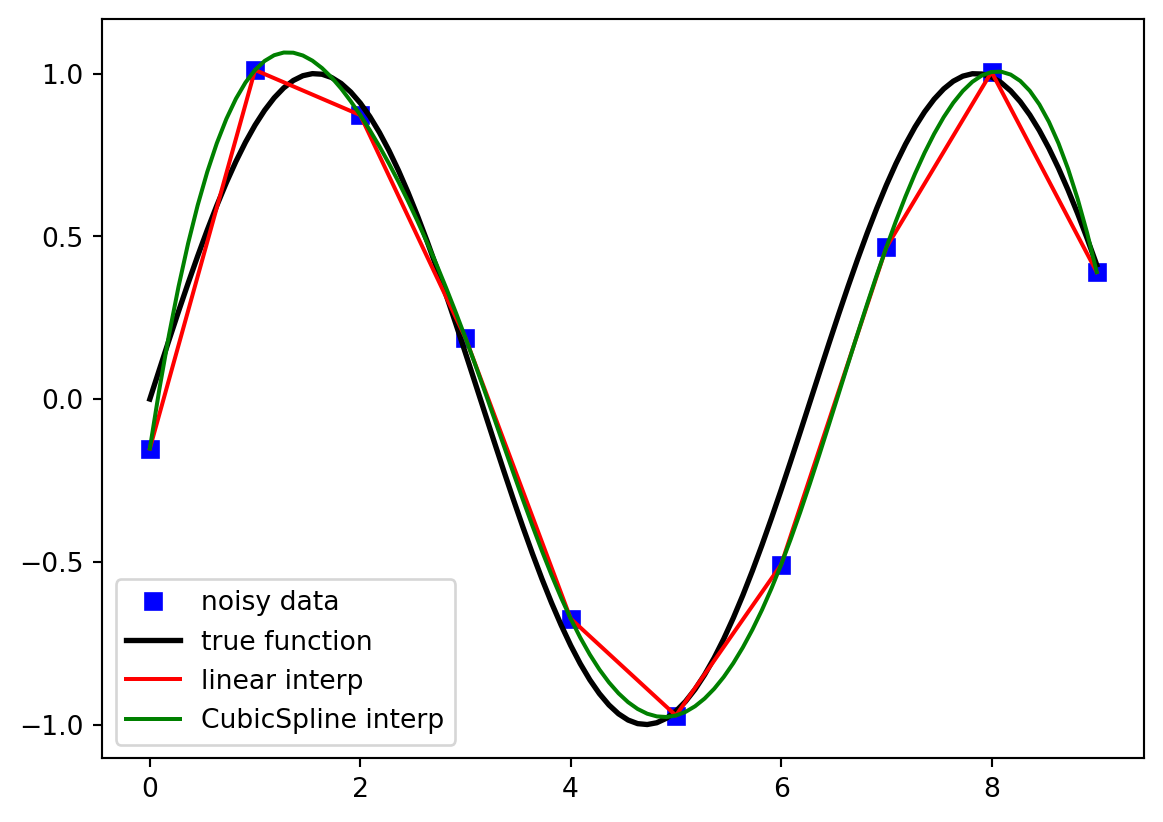 1.0
0.5
0.0
−0.5
−1.0
noisy data
true function
linear interp
CubicSpline interp
0 2 4 6 8